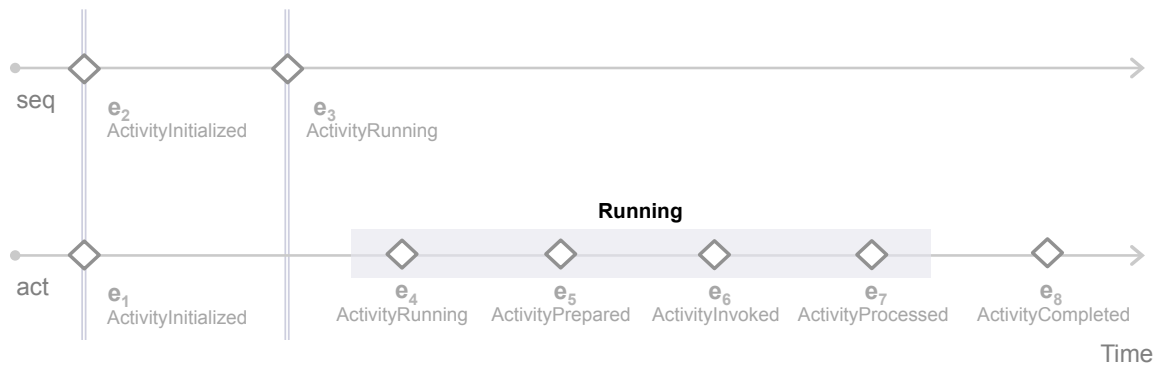 seq
e2
ActivityInitialized
e3
ActivityRunning
Running
act
e1
ActivityInitialized
e4
ActivityRunning
e5
ActivityPrepared
e6
ActivityInvoked
e7
ActivityProcessed
e8
ActivityCompleted
Time